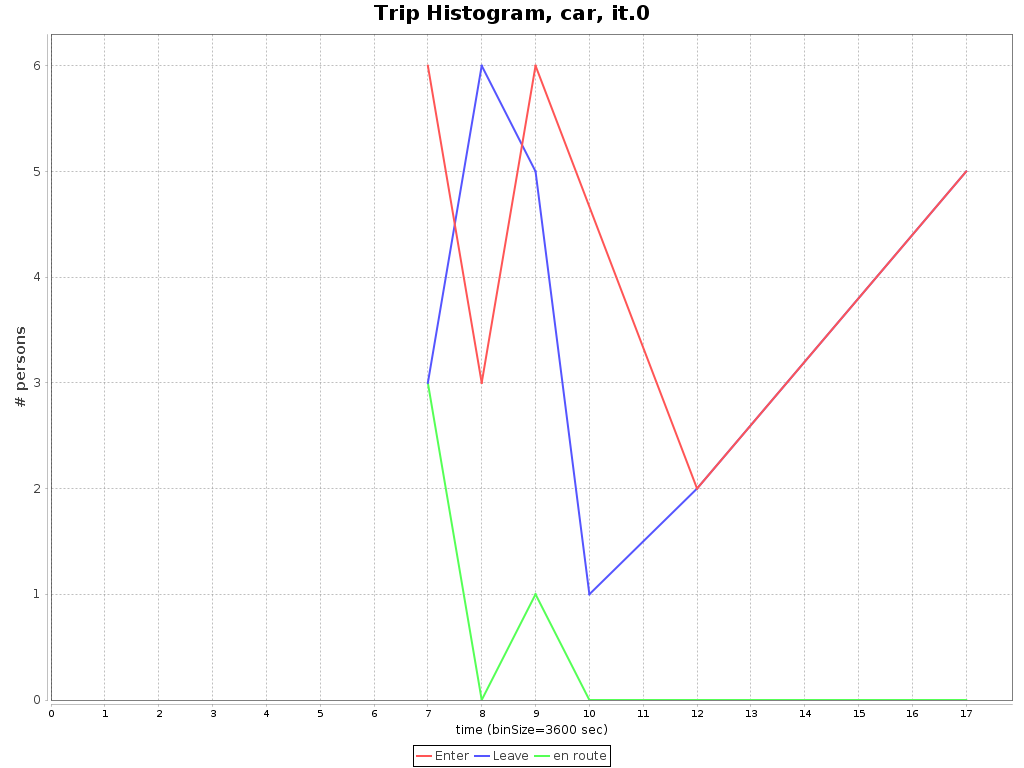 Trip Histogram, car, it.0
# persons
6
5
4
3
2
1
0
0 1 2 3 4 5 6 7 8 9 10 11 12 13 14 15 16 17
time (binSize=3600 sec)
Enter Leave en route